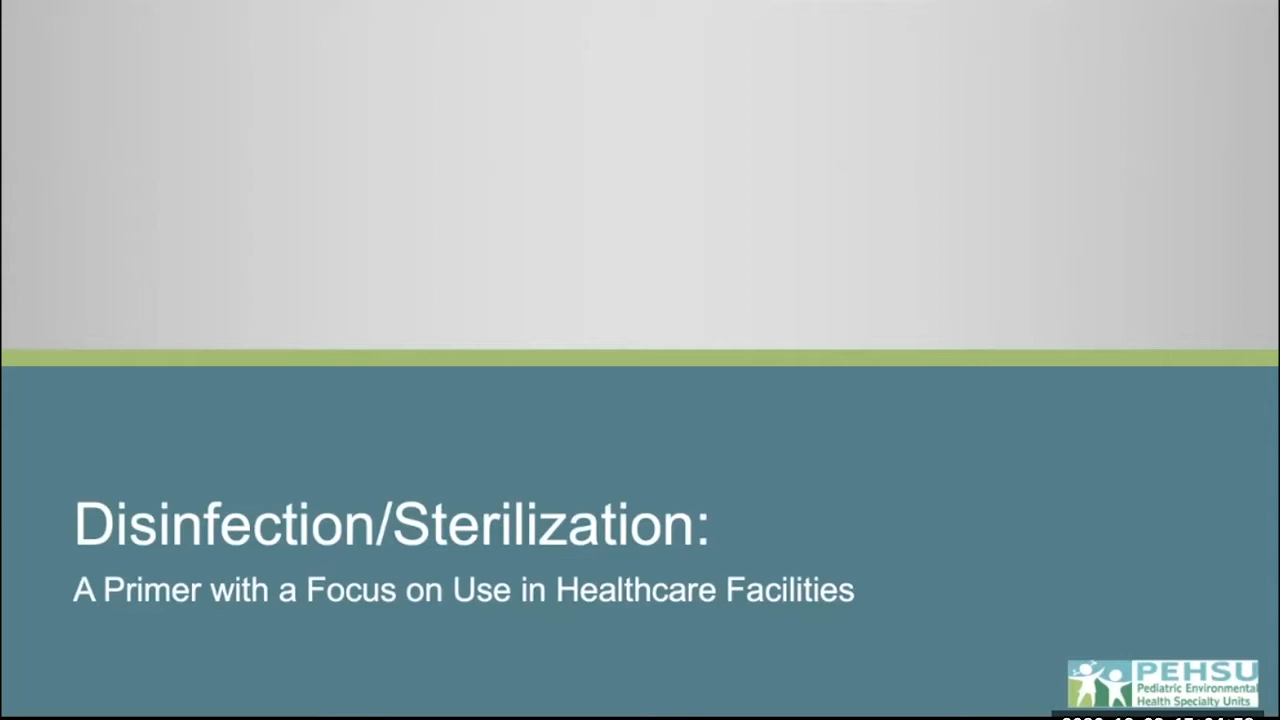 Disinfection/Sterilization:
A Primer with a Focus on Use in Healthcare Facilities
PEHSU
Pediatric Environmental
Health Specialty Units